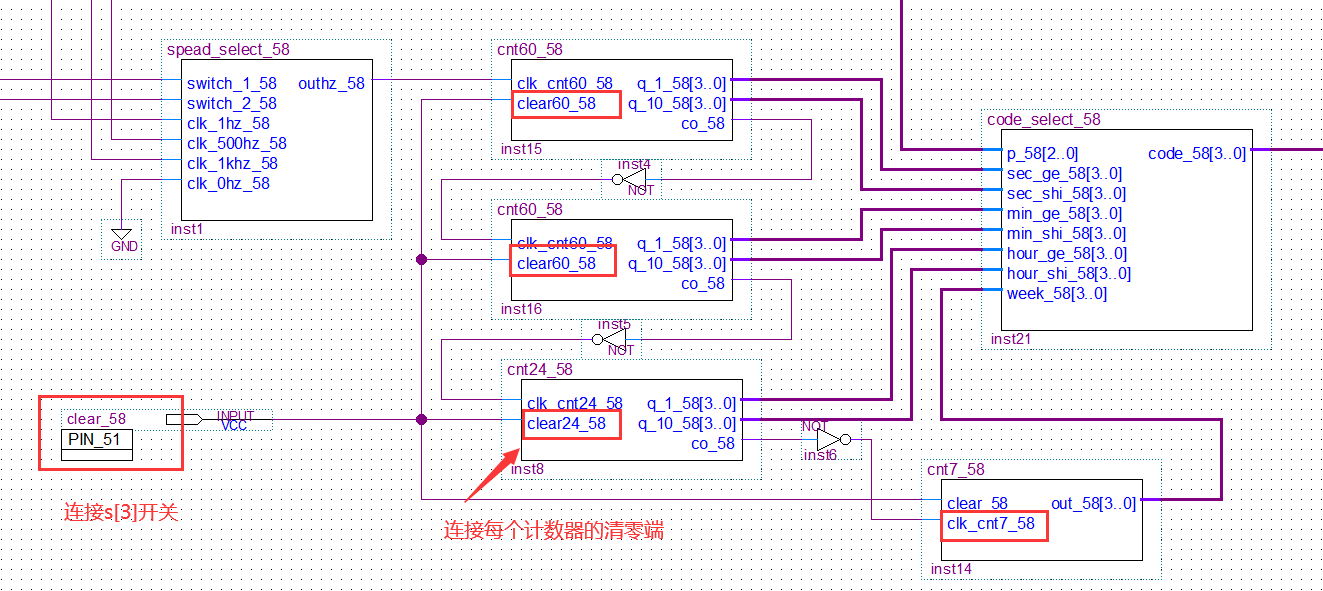 spead_select_58
switch_1_58 outhz_58
switch_2_58
clk_1hz_58
clk_500hz_58
clk_1khz_58
clk_0hz_58
inst1
GND
cnt60_58
clk_cnt60_58 q_1_58[3..0]
clear60_58 q_10_58[3..0]
co_58
inst15
inst4
NOT
cnt60_58
clk_cnt60_58 q_1_58[3..0]
clear60_58 q_10_58[3..0]
co_58
inst16
inst5
NOT
cnt24_58
clk_cnt24_58 q_1_58[3..0]
clear24_58 q_10_58[3..0]
co_58
inst8
NOT
inst6
code_select_58
p_58[2..0] code_58[3..0]
sec_ge_58[3..0]
sec_shi_58[3..0]
min_ge_58[3..0]
min_shi_58[3..0]
hour_ge_58[3..0]
hour_shi_58[3..0]
week_58[3..0]
inst21
clear_58
INPUT
VCC
PIN_51
连接s[3]开关
连接每个计数器的清零端
cnt7_58
clear_58 out_58[3..0]
clk_cnt7_58
inst14